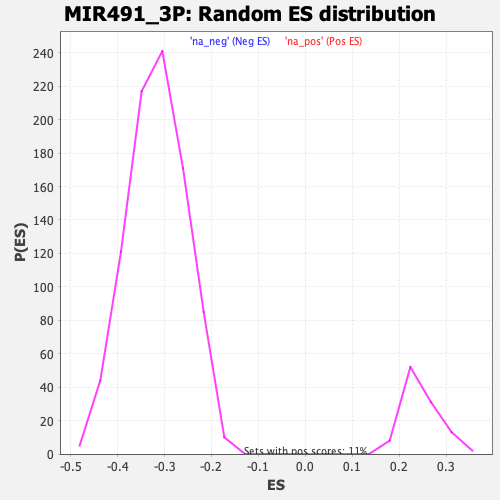 MIR491_3P: Random ES distribution
'na_neg' (Neg ES) 'na_pos' (Pos ES)
240
220
200
180
160
140
120
100
80
60
40
20
0
P(ES)
Sets with pos scores: 11%
-0.5 -0.4 -0.3 -0.2 -0.1 0.0 0.1 0.2 0.3
ES